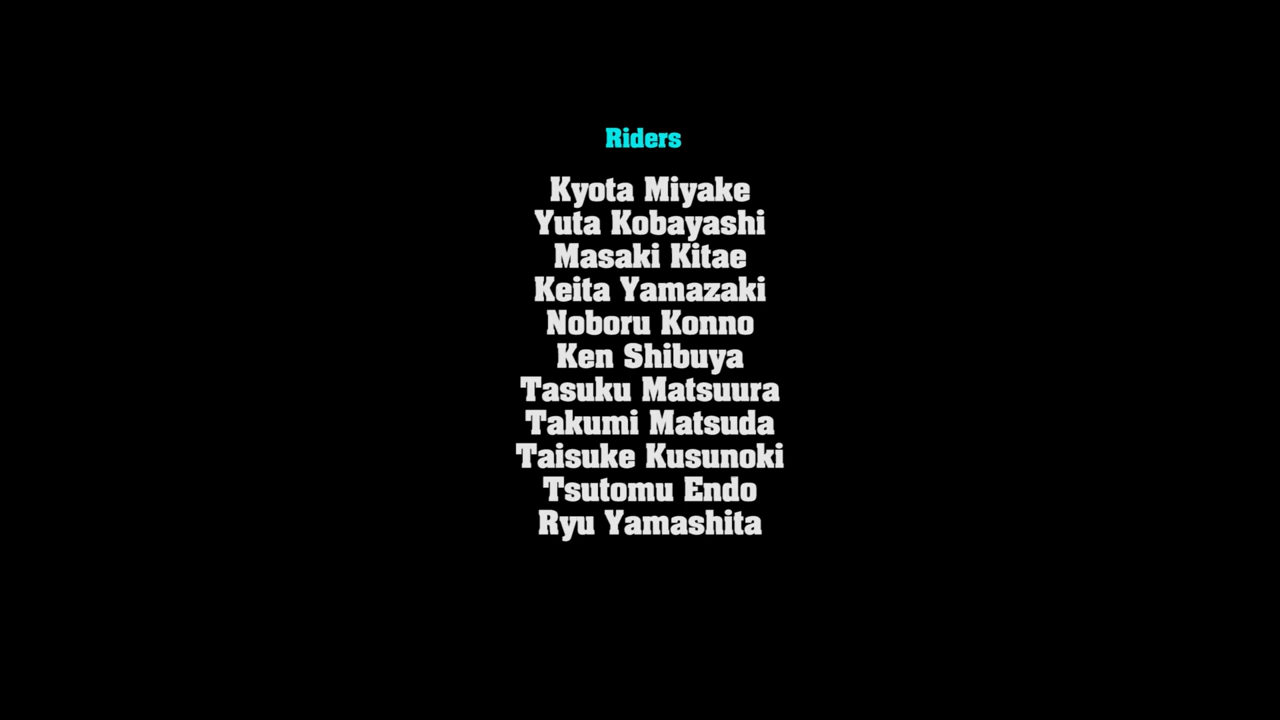 Riders
Kyota Miyake
Yuta Kobayashi
Masaki Kitae
Keita Yamazaki
Noboru Konno
Ken Shibuya
Tasuku Matsuura
Takumi Matsuda
Taisuke Kusunoki
Tsutomu Endo
Ryu Yamashita